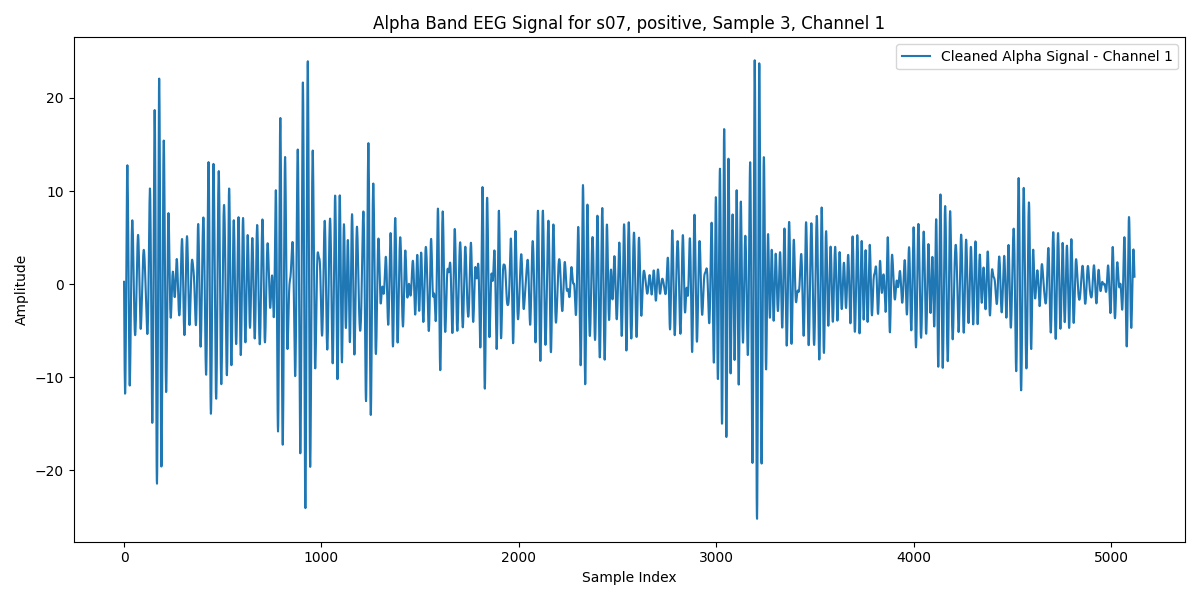 Alpha Band EEG Signal for s07, positive, Sample 3, Channel 1
Cleaned Alpha Signal - Channel 1
Amplitude
20
10
0
−10
−20
0 1000 2000 3000 4000 5000
Sample Index